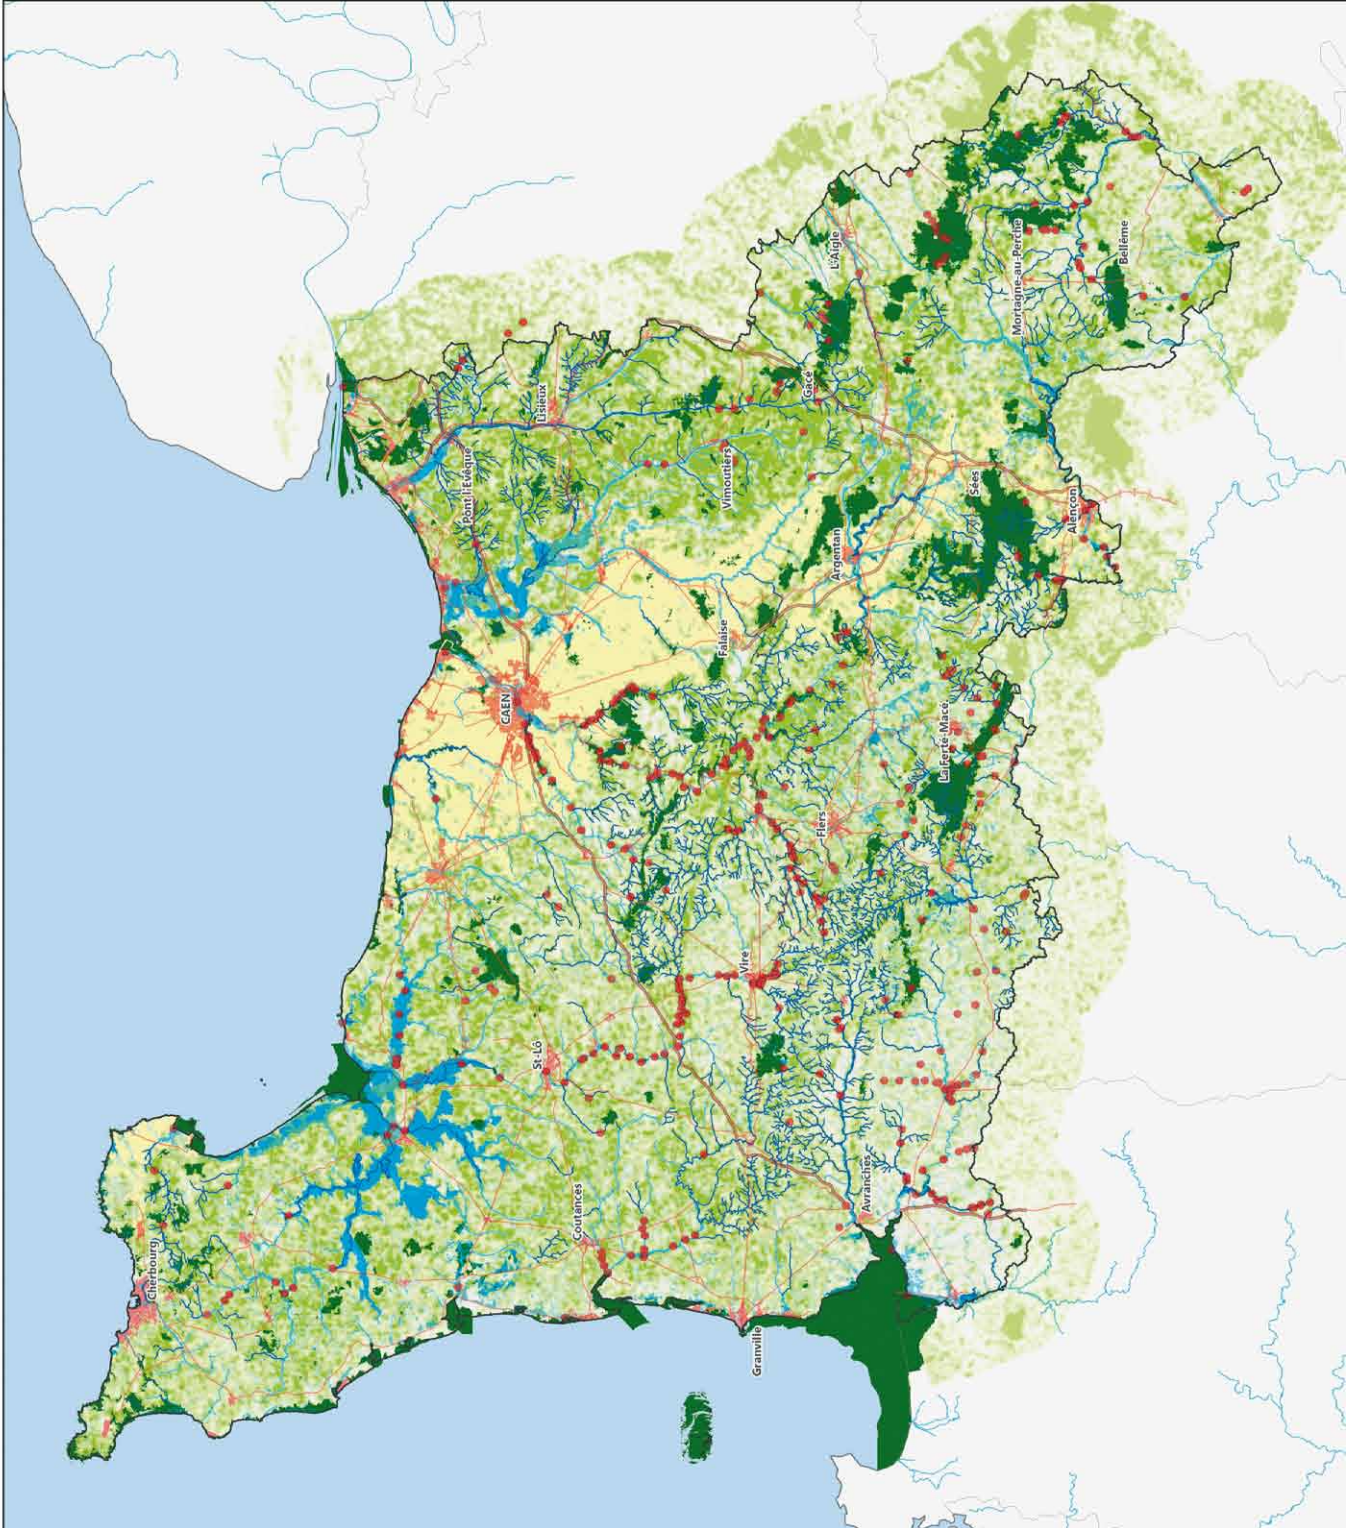 Cherbourg
Coutances
St-Lô
Granville
Avranches
Vire
CAEN
Pont-l'Evêque
Lisieux
Falaise
Vimoutiers
Flers
Argentan
Gacé
L'Aigle
La Ferté-Macé
Sées
Alençon
Mortagne-au-Perche
Bellême